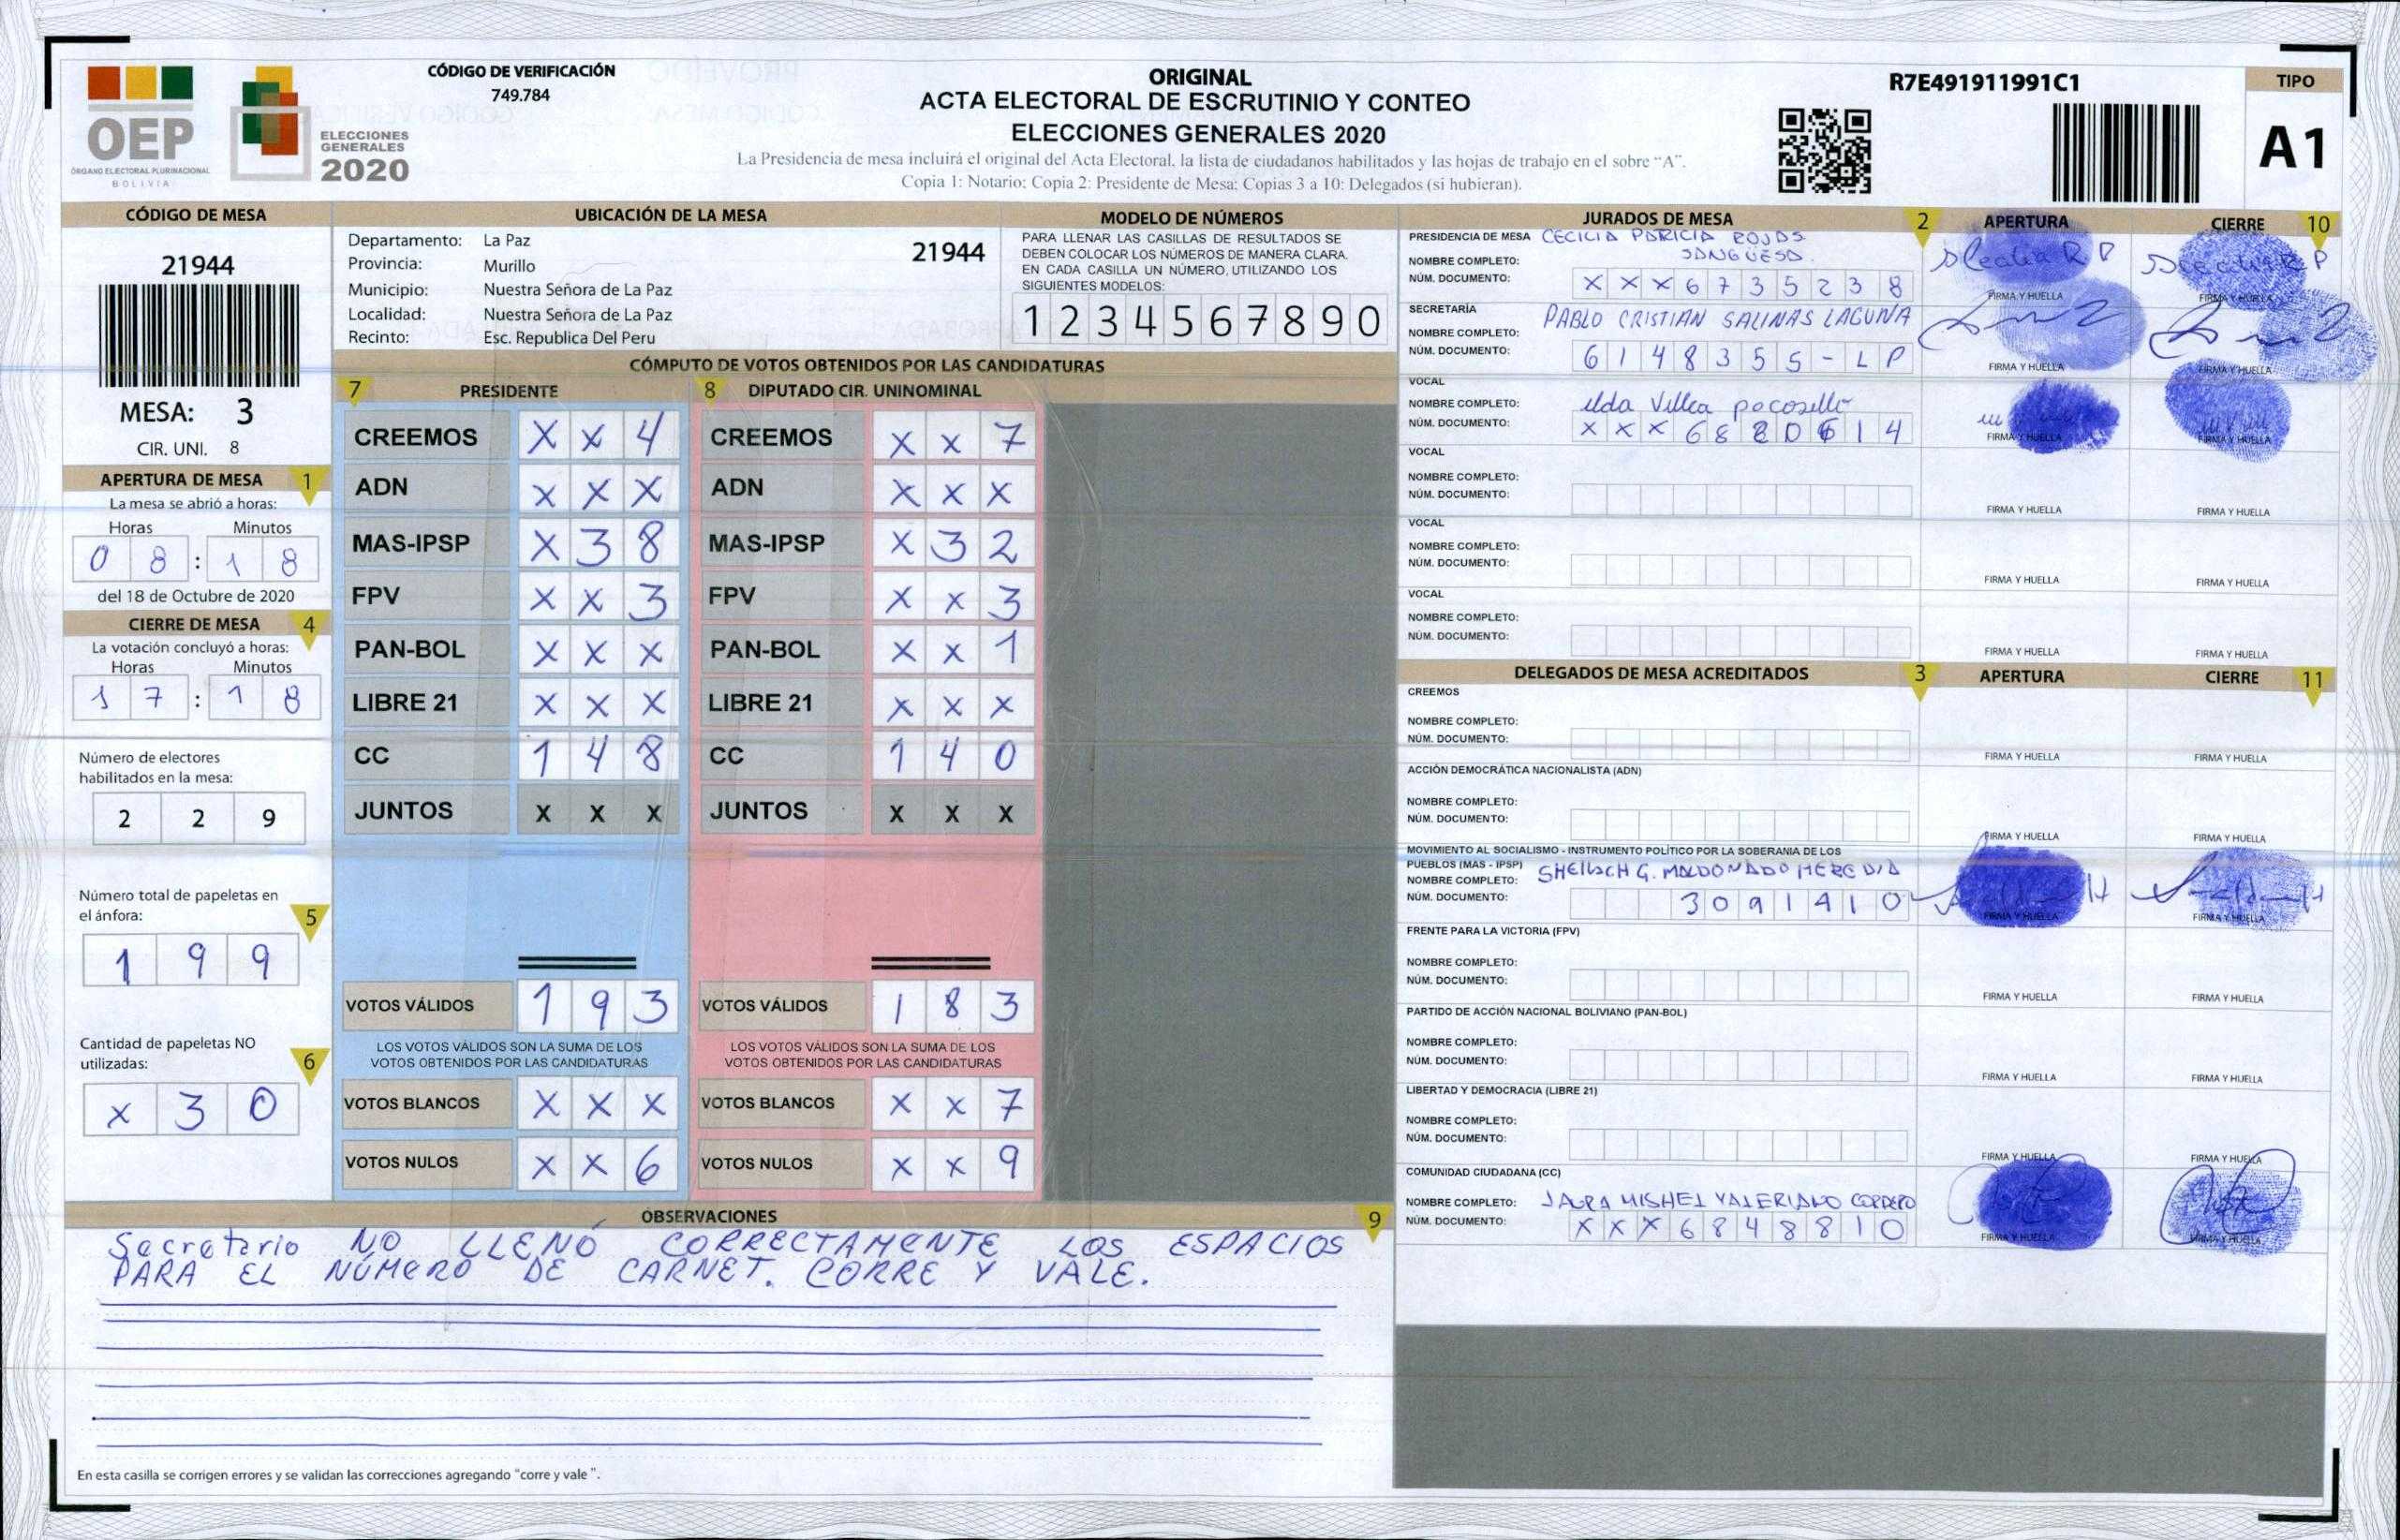 OEP
ÓRGANO ELECTORAL PLURINACIONAL
BOLIVIA
ELECCIONES
GENERALES
2020
CÓDIGO DE VERIFICACIÓN
749.784
ORIGINAL
ACTA ELECTORAL DE ESCRUTINIO Y CONTEO
ELECCIONES GENERALES 2020
La Presidencia de mesa incluirá el original del Acta Electoral, la lista de ciudadanos habilitados y las hojas de trabajo en el sobre "A".
Copia 1: Notario; Copia 2: Presidente de Mesa; Copias 3 a 10: Delegados (si hubieran).
R7E491911991C1
TIPO
A1
CÓDIGO DE MESA
21944
MESA: 3
CIR. UNI. 8
APERTURA DE MESA 1
La mesa se abrió a horas:
Horas Minutos
0 8 : 1 8
del 18 de Octubre de 2020
CIERRE DE MESA 4
La votación concluyó a horas:
Horas Minutos
1 7 : 1 8
Número de electores
habilitados en la mesa:
2 2 9
Número total de papeletas en
el ánfora: 5
1 9 9
Cantidad de papeletas NO
utilizadas: 6
x 3 0
UBICACIÓN DE LA MESA
Departamento: La Paz 21944
Provincia: Murillo
Municipio: Nuestra Señora de La Paz
Localidad: Nuestra Señora de La Paz
Recinto: Esc. Republica Del Peru
MODELO DE NÚMEROS
PARA LLENAR LAS CASILLAS DE RESULTADOS SE
DEBEN COLOCAR LOS NÚMEROS DE MANERA CLARA.
EN CADA CASILLA UN NÚMERO, UTILIZANDO LOS
SIGUIENTES MODELOS:
1 2 3 4 5 6 7 8 9 0
CÓMPUTO DE VOTOS OBTENIDOS POR LAS CANDIDATURAS
7 PRESIDENTE
CREEMOS X X 4
ADN X X X
MAS-IPSP X 3 8
FPV X X 3
PAN-BOL X X X
LIBRE 21 X X X
CC 1 4 8
JUNTOS X X X
VOTOS VÁLIDOS 1 9 3
LOS VOTOS VÁLIDOS SON LA SUMA DE LOS
VOTOS OBTENIDOS POR LAS CANDIDATURAS
VOTOS BLANCOS X X X
VOTOS NULOS X X 6
8 DIPUTADO CIR. UNINOMINAL
CREEMOS X X 7
ADN X X X
MAS-IPSP X 3 2
FPV X X 3
PAN-BOL X X 1
LIBRE 21 X X X
CC 1 4 0
JUNTOS X X X
VOTOS VÁLIDOS 1 8 3
LOS VOTOS VÁLIDOS SON LA SUMA DE LOS
VOTOS OBTENIDOS POR LAS CANDIDATURAS
VOTOS BLANCOS X X 7
VOTOS NULOS X X 9
OBSERVACIONES 9
Secretario NO LLENÓ CORRECTAMENTE LOS ESPACIOS
PARA EL NÚMERO DE CARNET. CORRE Y VALE.
En esta casilla se corrigen errores y se validan las correcciones agregando "corre y vale".
JURADOS DE MESA 2 APERTURA CIERRE 10
PRESIDENCIA DE MESA CECILIA PATRICIA ROJAS
NOMBRE COMPLETO: SANGUESA
NÚM. DOCUMENTO: X X X 6 7 3 5 2 3 8
FIRMA Y HUELLA FIRMA Y HUELLA
SECRETARÍA
NOMBRE COMPLETO: PABLO CRISTIAN SALINAS LAGUNA
NÚM. DOCUMENTO: 6 1 4 8 3 5 5 - L P
FIRMA Y HUELLA FIRMA Y HUELLA
VOCAL
NOMBRE COMPLETO: ilda Villca
NÚM. DOCUMENTO: X X X 6 8 2 0 6 1 4
FIRMA Y HUELLA FIRMA Y HUELLA
VOCAL
NOMBRE COMPLETO:
NÚM. DOCUMENTO:
FIRMA Y HUELLA FIRMA Y HUELLA
VOCAL
NOMBRE COMPLETO:
NÚM. DOCUMENTO:
FIRMA Y HUELLA FIRMA Y HUELLA
VOCAL
NOMBRE COMPLETO:
NÚM. DOCUMENTO:
FIRMA Y HUELLA FIRMA Y HUELLA
DELEGADOS DE MESA ACREDITADOS 3 APERTURA CIERRE 11
CREEMOS
NOMBRE COMPLETO:
NÚM. DOCUMENTO:
FIRMA Y HUELLA FIRMA Y HUELLA
ACCIÓN DEMOCRÁTICA NACIONALISTA (ADN)
NOMBRE COMPLETO:
NÚM. DOCUMENTO:
FIRMA Y HUELLA FIRMA Y HUELLA
MOVIMIENTO AL SOCIALISMO - INSTRUMENTO POLÍTICO POR LA SOBERANIA DE LOS
PUEBLOS (MAS - IPSP)
NOMBRE COMPLETO: G. MALDONADO HEREDIA
NÚM. DOCUMENTO: 3 0 9 1 4 1 0
FIRMA Y HUELLA FIRMA Y HUELLA
FRENTE PARA LA VICTORIA (FPV)
NOMBRE COMPLETO:
NÚM. DOCUMENTO:
FIRMA Y HUELLA FIRMA Y HUELLA
PARTIDO DE ACCIÓN NACIONAL BOLIVIANO (PAN-BOL)
NOMBRE COMPLETO:
NÚM. DOCUMENTO:
FIRMA Y HUELLA FIRMA Y HUELLA
LIBERTAD Y DEMOCRACIA (LIBRE 21)
NOMBRE COMPLETO:
NÚM. DOCUMENTO:
FIRMA Y HUELLA FIRMA Y HUELLA
COMUNIDAD CIUDADANA (CC)
NOMBRE COMPLETO: MISHEL VALERIANO CORDERO
NÚM. DOCUMENTO: X X X 6 8 4 8 8 1 0
FIRMA Y HUELLA FIRMA Y HUELLA